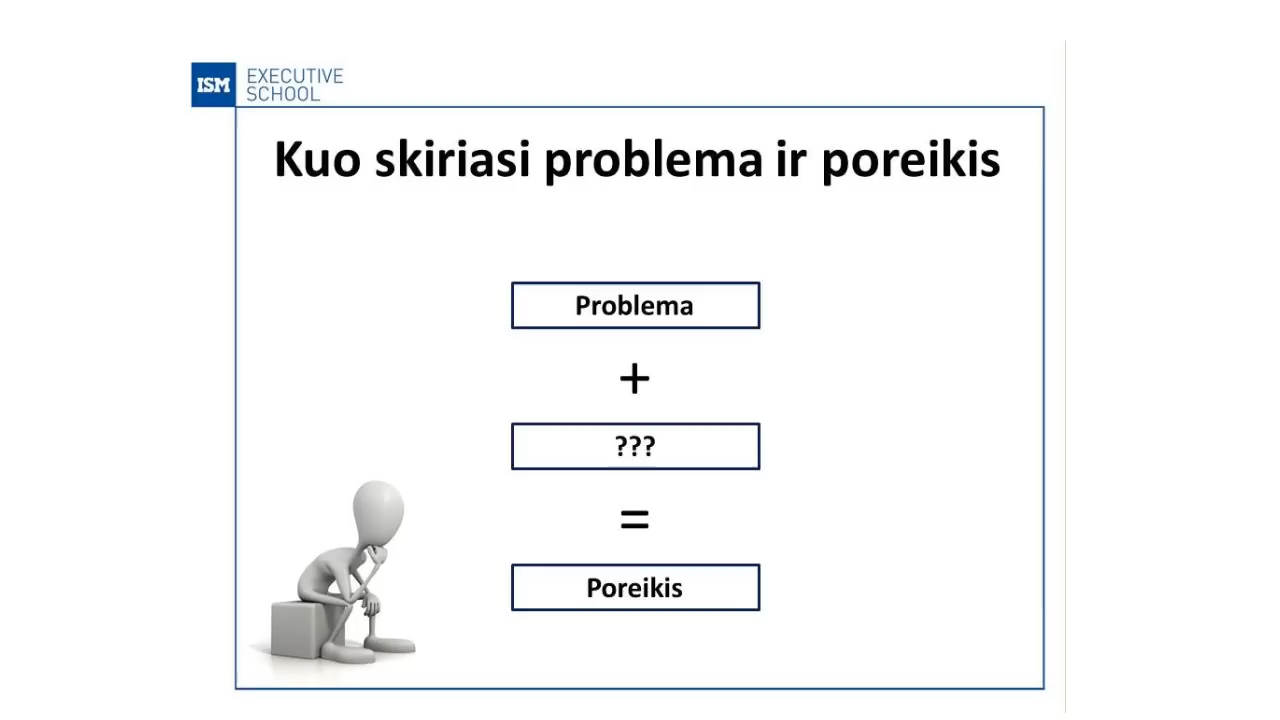 ISM
EXECUTIVE
SCHOOL
Kuo skiriasi problema ir poreikis
Problema
+
???
=
Poreikis